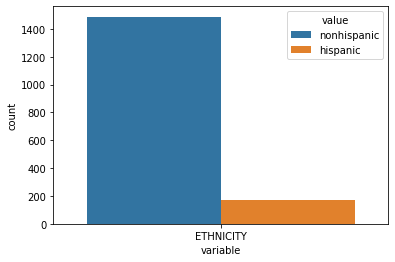 value
nonhispanic
hispanic
1400
1200
1000
800
600
400
200
0
count
ETHNICITY
variable